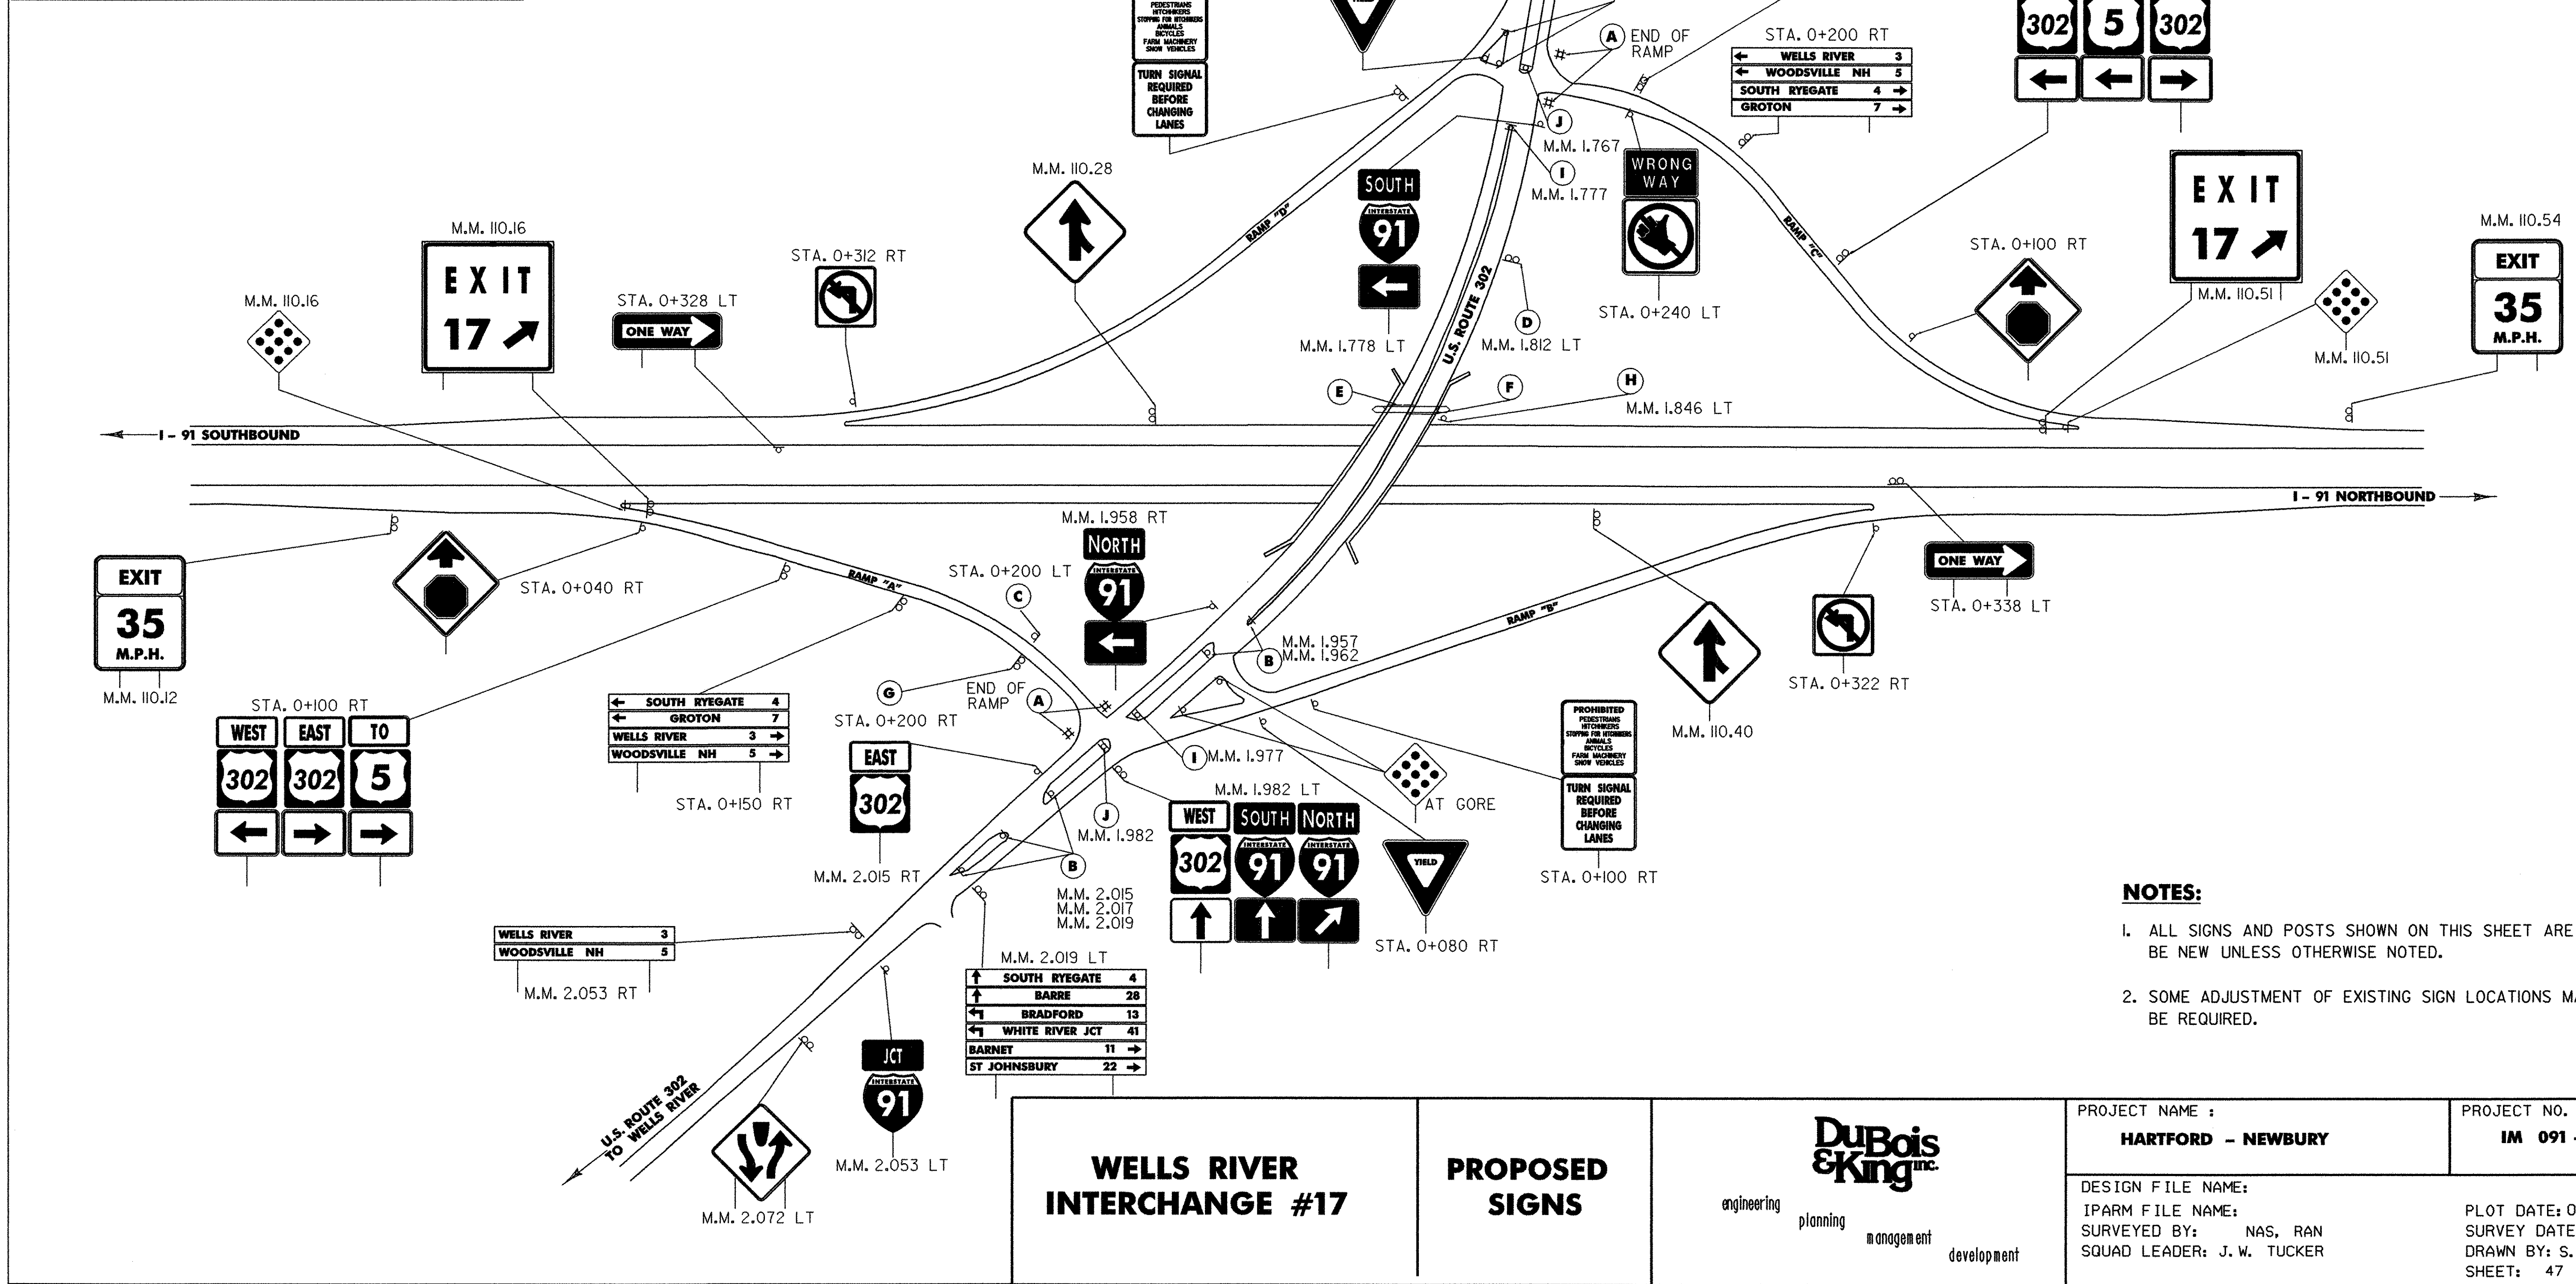 PEDESTRIANS
HITCHHIKERS
STOPPING FOR HITCHHIKERS
ANIMALS
BICYCLES
FARM MACHINERY
SNOW VEHICLES
TURN SIGNAL
REQUIRED
BEFORE
CHANGING
LANES
A
END OF
RAMP
STA. 0+200 RT
WELLS RIVER 3
WOODSVILLE NH 5
SOUTH RYEGATE 4
GROTON 7
302
5
302
J
M.M. 1.767
I
M.M. 1.777
M.M. 110.28
SOUTH
INTERSTATE
91
WRONG
WAY
STA. 0+240 LT
RAMP "D"
RAMP "C"
U.S. ROUTE 302
M.M. 110.16
EXIT
17
M.M. 110.16
STA. 0+328 LT
ONE WAY
STA. 0+312 RT
STA. 0+100 RT
EXIT
17
M.M. 110.51
M.M. 110.51
M.M. 110.54
EXIT
35
M.P.H.
M.M. 1.778 LT
D
M.M. 1.812 LT
E
F
H
M.M. 1.846 LT
I - 91 SOUTHBOUND
I - 91 NORTHBOUND
EXIT
35
M.P.H.
M.M. 110.12
STA. 0+040 RT
RAMP "A"
STA. 0+200 LT
C
M.M. 1.958 RT
NORTH
INTERSTATE
91
RAMP "B"
ONE WAY
STA. 0+338 LT
STA. 0+322 RT
M.M. 110.40
B
M.M. 1.957
M.M. 1.962
G
STA. 0+200 RT
END OF
RAMP
A
STA. 0+100 RT
WEST
EAST
TO
302
302
5
SOUTH RYEGATE 4
GROTON 7
WELLS RIVER 3
WOODSVILLE NH 5
STA. 0+150 RT
EAST
302
M.M. 2.015 RT
I
M.M. 1.977
J
M.M. 1.982
AT GORE
PROHIBITED
PEDESTRIANS
HITCHHIKERS
STOPPING FOR HITCHHIKERS
ANIMALS
BICYCLES
FARM MACHINERY
SNOW VEHICLES
TURN SIGNAL
REQUIRED
BEFORE
CHANGING
LANES
STA. 0+100 RT
B
M.M. 2.015
M.M. 2.017
M.M. 2.019
M.M. 1.982 LT
WEST
SOUTH
NORTH
302
INTERSTATE
91
INTERSTATE
91
YIELD
STA. 0+080 RT
WELLS RIVER 3
WOODSVILLE NH 5
M.M. 2.053 RT
M.M. 2.019 LT
SOUTH RYEGATE 4
BARRE 28
BRADFORD 13
WHITE RIVER JCT 41
BARNET 11
ST JOHNSBURY 22
JCT
INTERSTATE
91
M.M. 2.053 LT
U.S. ROUTE 302
TO WELLS RIVER
M.M. 2.072 LT
NOTES:
1. ALL SIGNS AND POSTS SHOWN ON THIS SHEET ARE
BE NEW UNLESS OTHERWISE NOTED.
2. SOME ADJUSTMENT OF EXISTING SIGN LOCATIONS
BE REQUIRED.
WELLS RIVER
INTERCHANGE #17
PROPOSED
SIGNS
DuBois
&King inc.
engineering
planning
management
development
PROJECT NAME :
HARTFORD - NEWBURY
PROJECT NO.
IM 091
DESIGN FILE NAME:
IPARM FILE NAME:
SURVEYED BY: NAS, RAN
SQUAD LEADER: J. W. TUCKER
PLOT DATE:
SURVEY DATE
DRAWN BY: S.
SHEET: 47